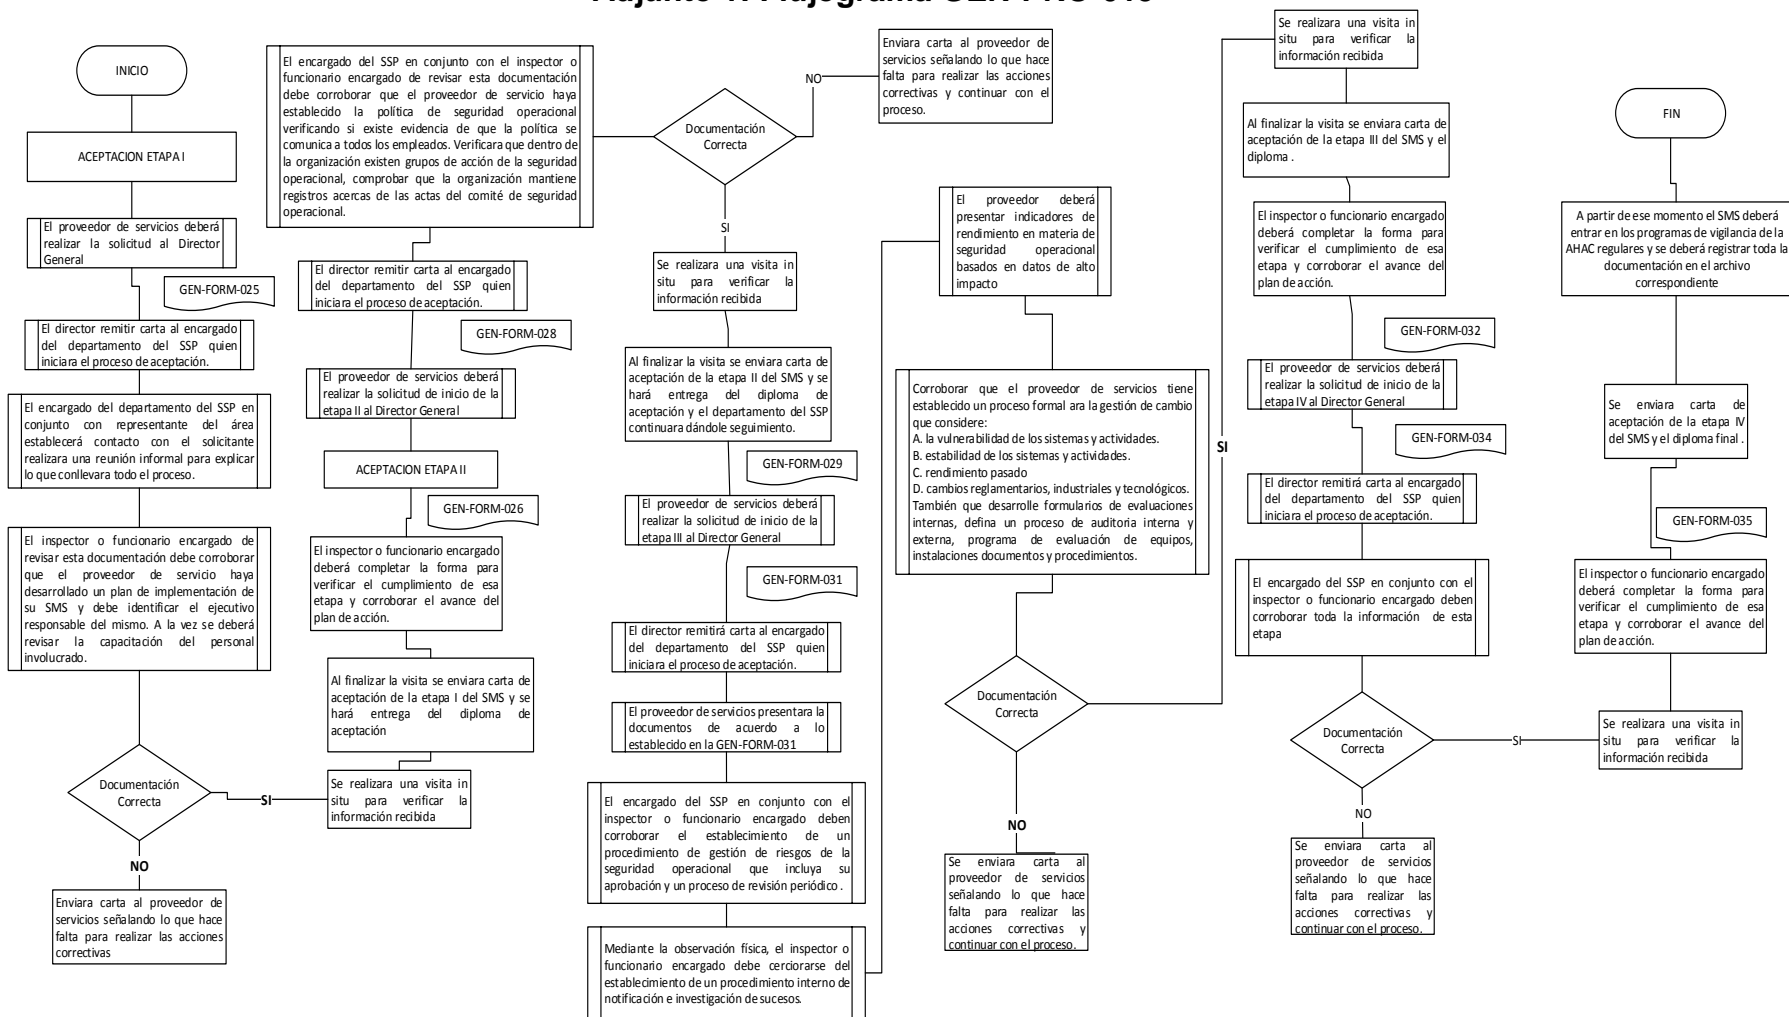 INICIO
ACEPTACION ETAPA I
El proveedor de servicios deberá
realizar la solicitud al Director
General
GEN-FORM-025
El director remitir carta al encargado
del departamento del SSP quien
iniciara el proceso de aceptación.
El encargado del departamento del SSP en
conjunto con representante del área
establecerá contacto con el solicitante
realizara una reunión informal para explicar
lo que conllevara todo el proceso.
El inspector o funcionario encargado de
revisar esta documentación debe corroborar
que el proveedor de servicio haya
desarrollado un plan de implementación de
su SMS y debe identificar el ejecutivo
responsable del mismo. A la vez se deberá
revisar la capacitación del personal
involucrado.
Documentación
Correcta
NO
Enviara carta al proveedor de
servicios señalando lo que hace
falta para realizar las acciones
correctivas
SI
Se realizara una visita in
situ para verificar la
información recibida
Al finalizar la visita se enviara carta de
aceptación de la etapa I del SMS y se
hará entrega del diploma de
aceptación
El inspector o funcionario encargado
deberá completar la forma para
verificar el cumplimiento de esa
etapa y corroborar el avance del
plan de acción.
GEN-FORM-026
ACEPTACION ETAPA II
El proveedor de servicios deberá
realizar la solicitud de inicio de la
etapa II al Director General
GEN-FORM-028
El director remitir carta al encargado
del departamento del SSP quien
iniciara el proceso de aceptación.
El encargado del SSP en conjunto con el inspector o
funcionario encargado de revisar esta documentación
debe corroborar que el proveedor de servicio haya
establecido la política de seguridad operacional
verificando si existe evidencia de que la política se
comunica a todos los empleados. Verificara que dentro de
la organización existen grupos de acción de la seguridad
operacional, comprobar que la organización mantiene
registros acercas de las actas del comité de seguridad
operacional.
Documentación
Correcta
NO
Enviara carta al proveedor de
servicios señalando lo que hace
falta para realizar las acciones
correctivas y continuar con el
proceso.
SI
Se realizara una visita in
situ para verificar la
información recibida
Al finalizar la visita se enviara carta de
aceptación de la etapa II del SMS y se
hará entrega del diploma de
aceptación y el departamento del SSP
continuara dándole seguimiento.
GEN-FORM-029
El proveedor de servicios deberá
realizar la solicitud de inicio de la
etapa III al Director General
GEN-FORM-031
El director remitirá carta al encargado
del departamento del SSP quien
iniciara el proceso de aceptación.
El proveedor de servicios presentara la
documentos de acuerdo a lo
establecido en la GEN-FORM-031
El encargado del SSP en conjunto con el
inspector o funcionario encargado deben
corroborar el establecimiento de un
procedimiento de gestión de riesgos de la
seguridad operacional que incluya su
aprobación y un proceso de revisión periódico .
Mediante la observación física, el inspector o
funcionario encargado debe cerciorarse del
establecimiento de un procedimiento interno de
notificación e investigación de sucesos.
El proveedor deberá
presentar indicadores de
rendimiento en materia de
seguridad operacional
basados en datos de alto
impacto
Corroborar que el proveedor de servicios tiene
establecido un proceso formal ara la gestión de cambio
que considere:
A. la vulnerabilidad de los sistemas y actividades.
B. estabilidad de los sistemas y actividades.
C. rendimiento pasado
D. cambios reglamentarios, industriales y tecnológicos.
También que desarrolle formularios de evaluaciones
internas, defina un proceso de auditoria interna y
externa, programa de evaluación de equipos,
instalaciones documentos y procedimientos.
Documentación
Correcta
NO
Se enviara carta al
proveedor de servicios
señalando lo que hace
falta para realizar las
acciones correctivas y
continuar con el proceso.
SI
Se realizara una visita in
situ para verificar la
información recibida
Al finalizar la visita se enviara carta de
aceptación de la etapa III del SMS y el
diploma .
El inspector o funcionario encargado
deberá completar la forma para
verificar el cumplimiento de esa
etapa y corroborar el avance del
plan de acción.
GEN-FORM-032
El proveedor de servicios deberá
realizar la solicitud de inicio de la
etapa IV al Director General
GEN-FORM-034
El director remitirá carta al encargado
del departamento del SSP quien
iniciara el proceso de aceptación.
El encargado del SSP en conjunto con el
inspector o funcionario encargado deben
corroborar toda la información de esta
etapa
Documentación
Correcta
NO
Se enviara carta al
proveedor de servicios
señalando lo que hace
falta para realizar las
acciones correctivas y
continuar con el proceso.
SI
Se realizara una visita in
situ para verificar la
información recibida
El inspector o funcionario encargado
deberá completar la forma para
verificar el cumplimiento de esa
etapa y corroborar el avance del
plan de acción.
GEN-FORM-035
Se enviara carta de
aceptación de la etapa IV
del SMS y el diploma final .
A partir de ese momento el SMS deberá
entrar en los programas de vigilancia de la
AHAC regulares y se deberá registrar toda la
documentación en el archivo
correspondiente
FIN